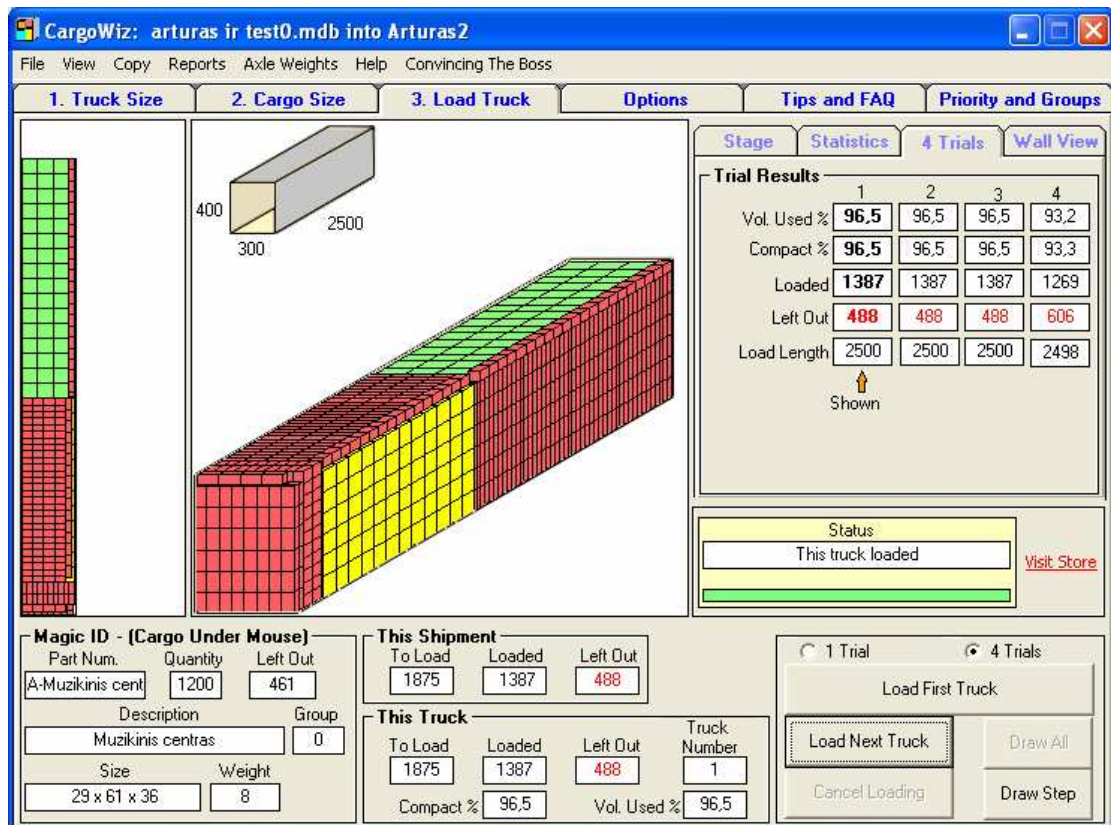 CargoWiz: arturas ir test0.mdb into Arturas2
File View Copy Reports Axle Weights Help Convincing The Boss
1. Truck Size 2. Cargo Size 3. Load Truck Options Tips and FAQ Priority and Groups
400
2500
300
Stage Statistics 4 Trials Wall View
Trial Results
1 2 3 4
Vol. Used % 96,5 96,5 96,5 93,2
Compact % 96,5 96,5 96,5 93,3
Loaded 1387 1387 1387 1269
Left Out 488 488 488 606
Load Length 2500 2500 2500 2498
Shown
Status
This truck loaded
Visit Store
Magic ID - (Cargo Under Mouse)
Part Num. Quantity Left Out
A-Muzikinis cent 1200 461
Description Group
Muzikinis centras 0
Size Weight
29 x 61 x 36 8
This Shipment
To Load Loaded Left Out
1875 1387 488
This Truck
To Load Loaded Left Out Truck Number
1875 1387 488 1
Compact % 96,5 Vol. Used % 96,5
1 Trial 4 Trials
Load First Truck
Load Next Truck Draw All
Cancel Loading Draw Step